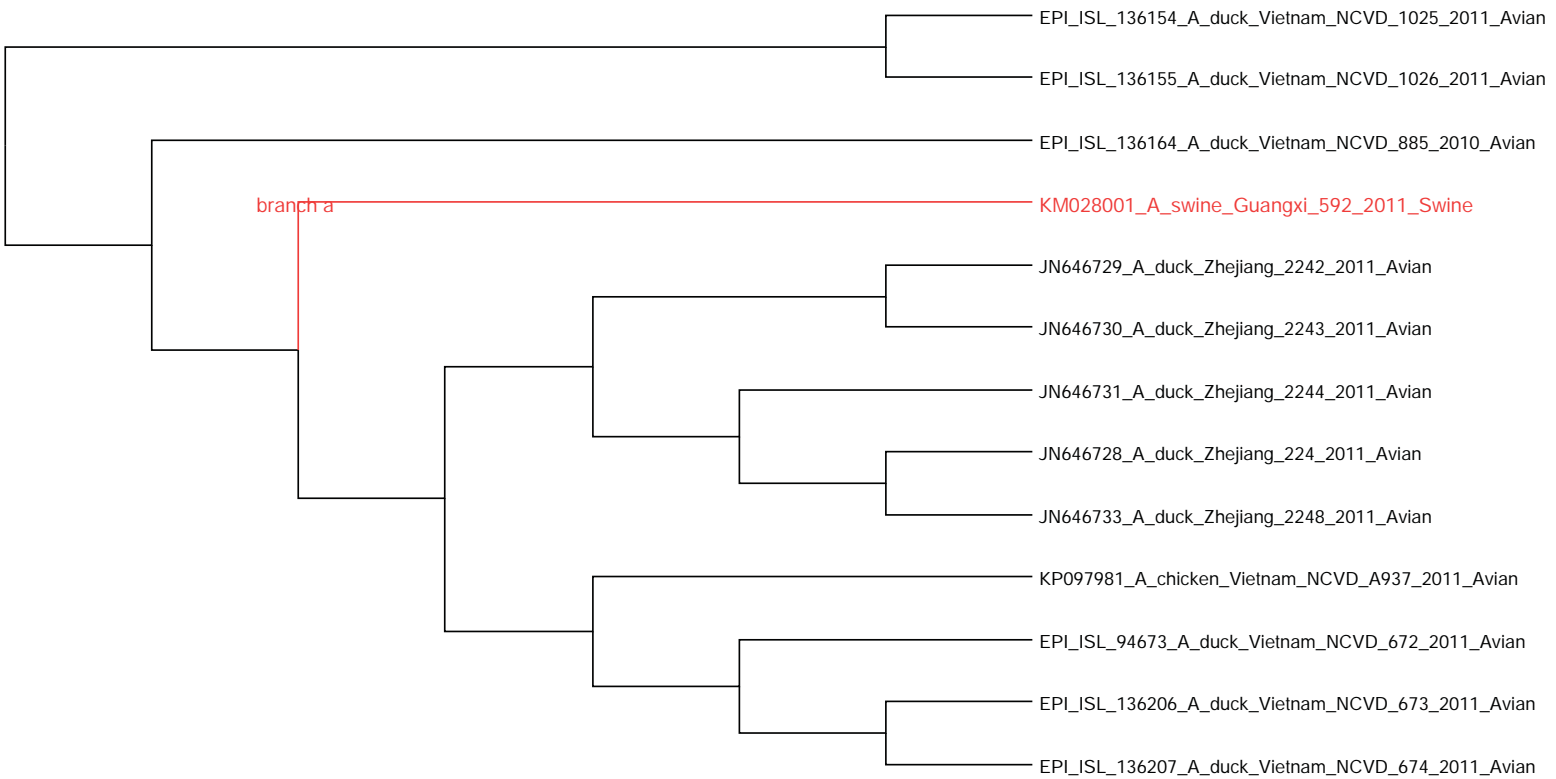 EPI_ISL_136154_A_duck_Vietnam_NCVD_1025_2011_Avian
EPI_ISL_136155_A_duck_Vietnam_NCVD_1026_2011_Avian
EPI_ISL_136164_A_duck_Vietnam_NCVD_885_2010_Avian
branch a
KM028001_A_swine_Guangxi_592_2011_Swine
JN646729_A_duck_Zhejiang_2242_2011_Avian
JN646730_A_duck_Zhejiang_2243_2011_Avian
JN646731_A_duck_Zhejiang_2244_2011_Avian
JN646728_A_duck_Zhejiang_224_2011_Avian
JN646733_A_duck_Zhejiang_2248_2011_Avian
KP097981_A_chicken_Vietnam_NCVD_A937_2011_Avian
EPI_ISL_94673_A_duck_Vietnam_NCVD_672_2011_Avian
EPI_ISL_136206_A_duck_Vietnam_NCVD_673_2011_Avian
EPI_ISL_136207_A_duck_Vietnam_NCVD_674_2011_Avian